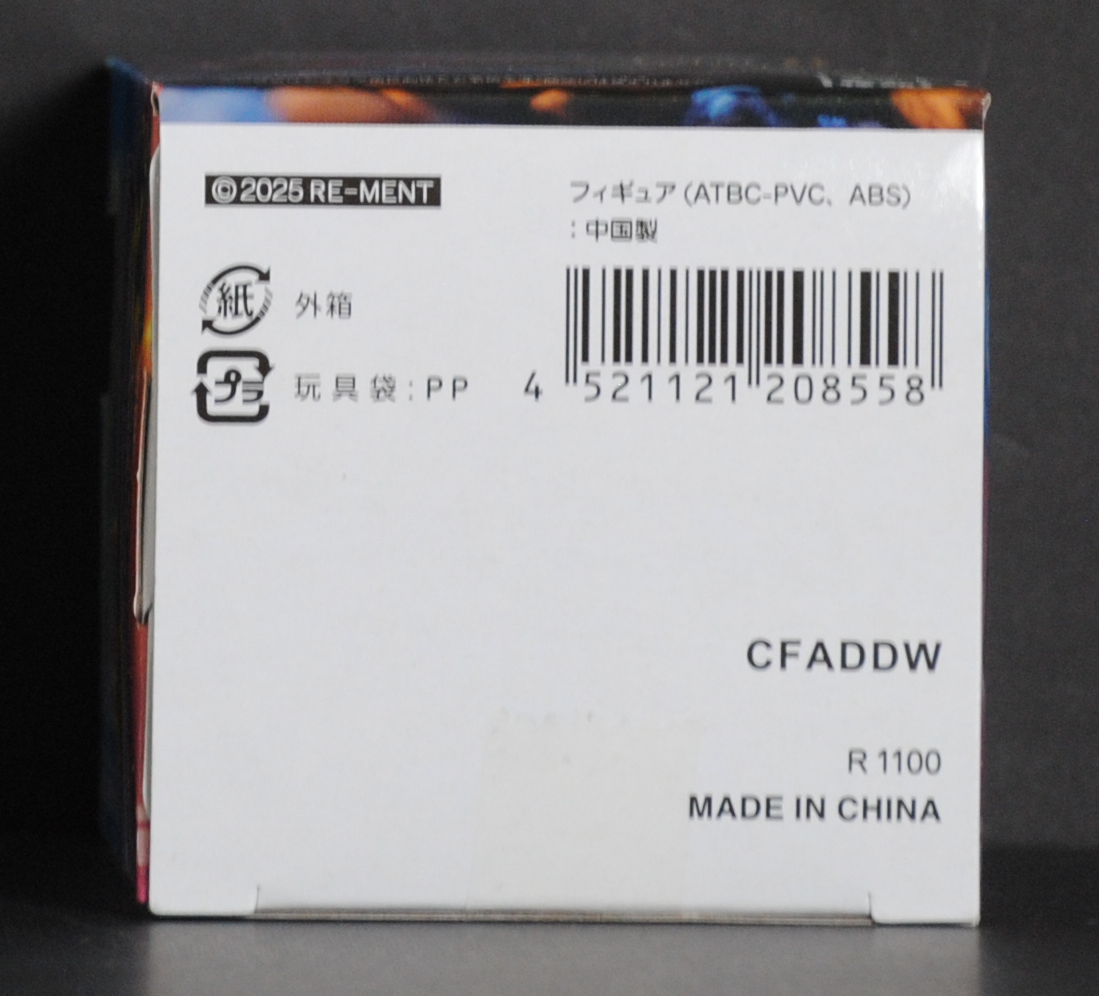 ©2025 RE-MENT
フィギュア(ATBC-PVC、ABS)
:中国製
紙 外箱
プラ 玩具袋:PP
4 521121 208558
CFADDW
R 1100
MADE IN CHINA